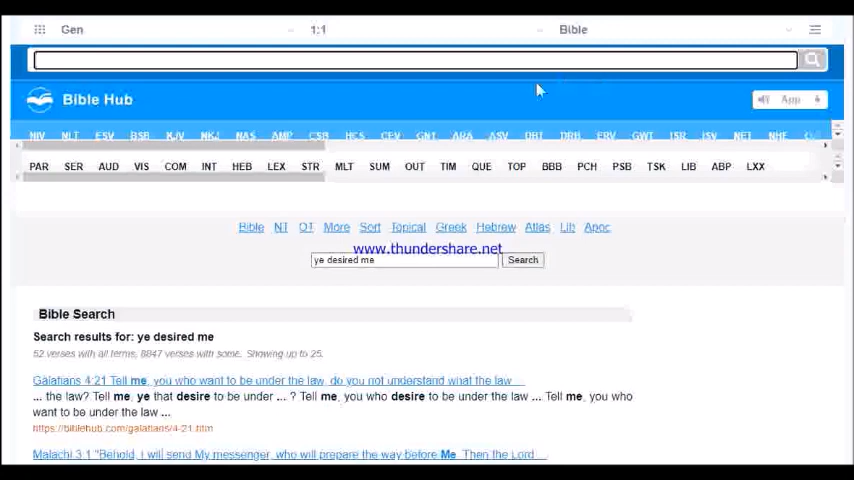 Gen 1:1 Bible
Bible Hub
App
NIV NLT ESV BSB KJV NKJ NAS AMP CSB HCS CEV GNT ARA ASV DBT DRB ERV GWT ISR ISV NET NHE
PAR SER AUD VIS COM INT HEB LEX STR MLT SUM OUT TIM QUE TOP BBB PCH PSB TSK LIB ABP LXX
Bible NT OT More Sort Topical Greek Hebrew Atlas Lib Apoc
www.thundershare.net
ye desired me Search
Bible Search
Search results for: ye desired me
52 verses with all terms, 8847 verses with some. Showing up to 25.
Galatians 4:21 Tell me, you who want to be under the law, do you not understand what the law ...
... the law? Tell me, ye that desire to be under ... ? Tell me, you who desire to be under the law ... Tell me, you who
want to be under the law ...
https://biblehub.com/galatians/4-21.htm
Malachi 3:1 "Behold, I will send My messenger, who will prepare the way before Me. Then the Lord ...